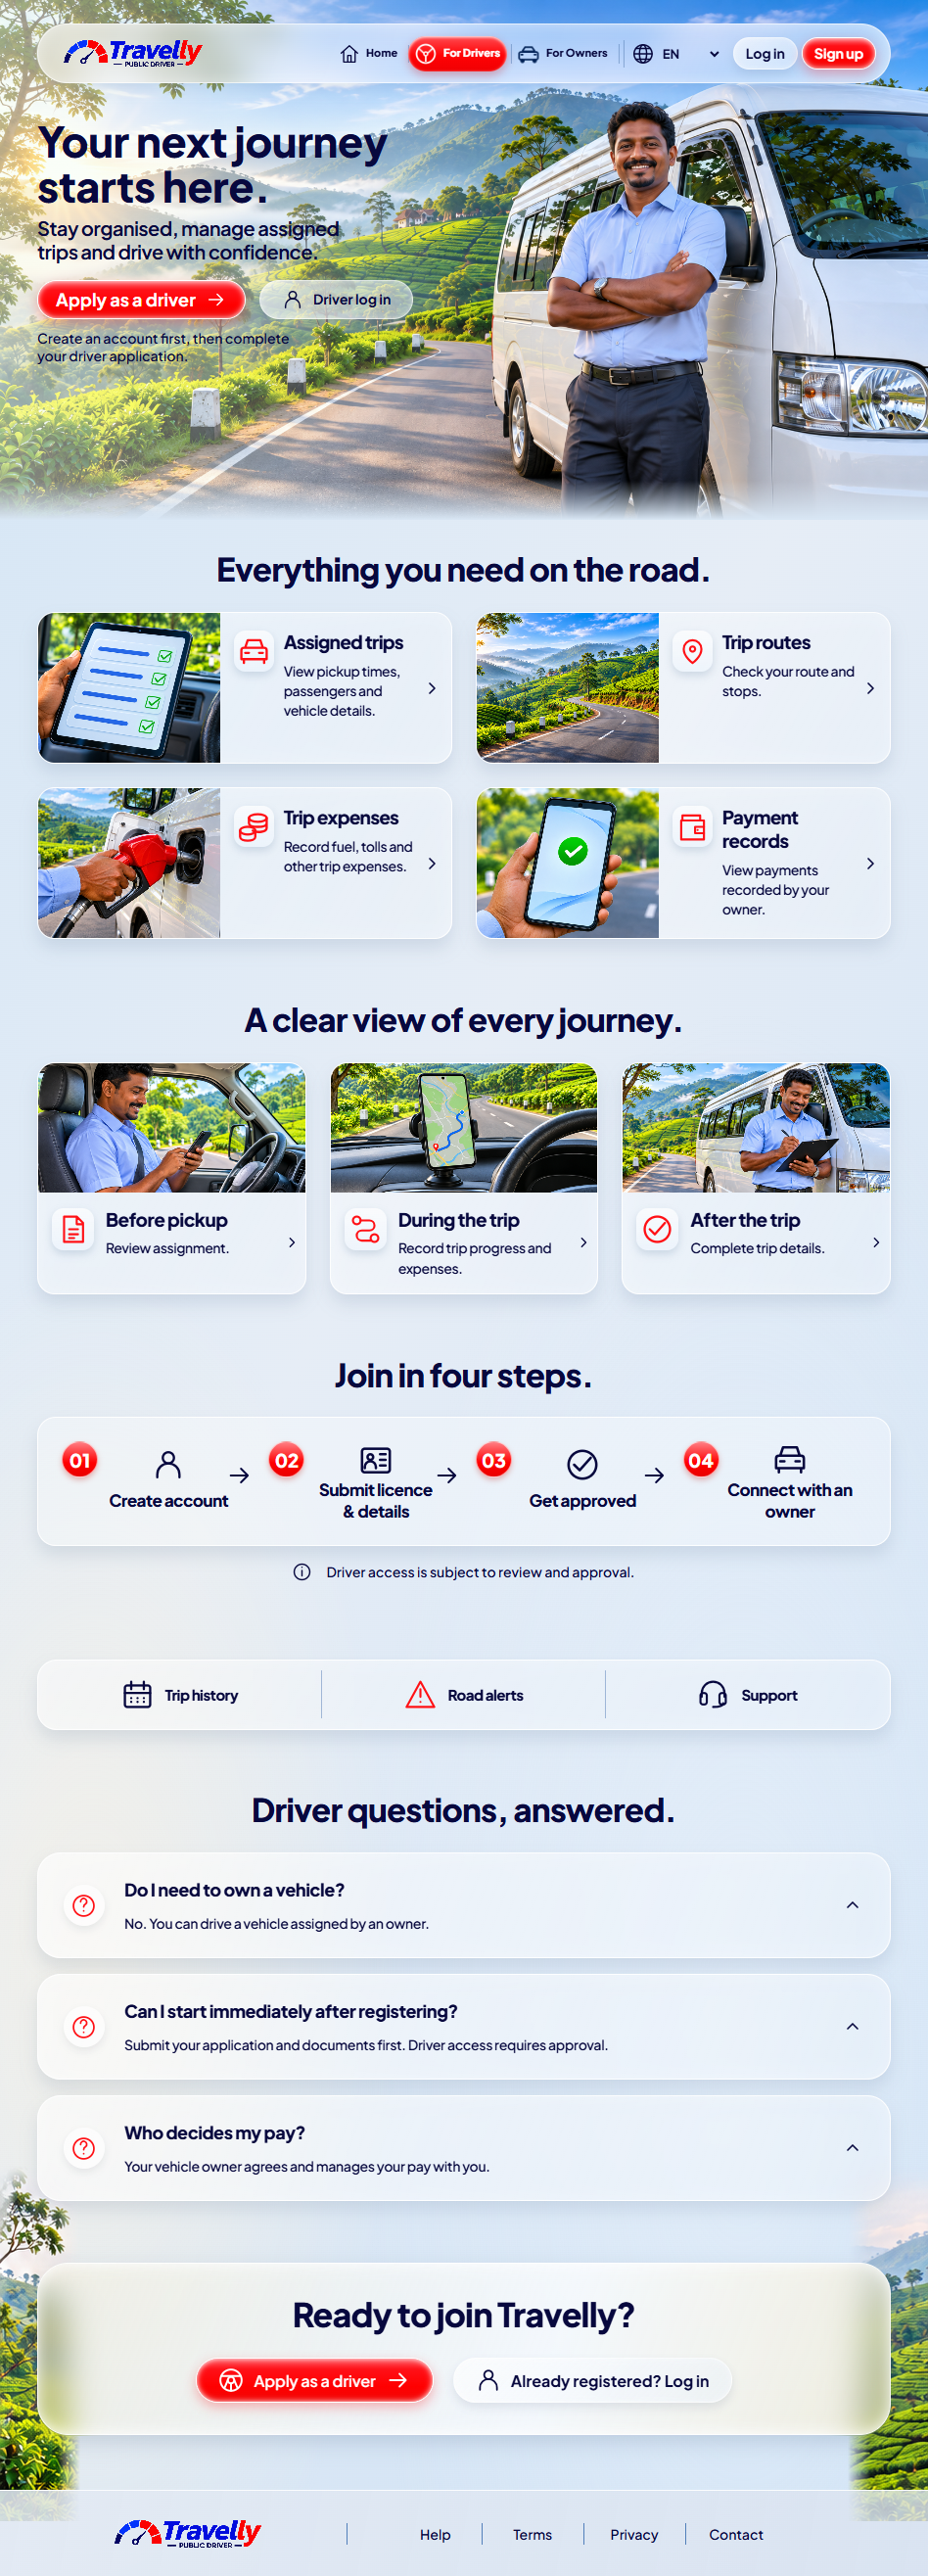 Travelly
PUBLIC DRIVER
Home
For Drivers
For Owners
EN
Log in
Sign up
Your next journey
starts here.
Stay organised, manage assigned
trips and drive with confidence.
Apply as a driver
Driver log in
Create an account first, then complete
your driver application.
Everything you need on the road.
Assigned trips
View pickup times,
passengers and
vehicle details.
Trip routes
Check your route and
stops.
Trip expenses
Record fuel, tolls and
other trip expenses.
Payment
records
View payments
recorded by your
owner.
A clear view of every journey.
Before pickup
Review assignment.
During the trip
Record trip progress and
expenses.
After the trip
Complete trip details.
Join in four steps.
01
Create account
02
Submit licence
& details
03
Get approved
04
Connect with an
owner
Driver access is subject to review and approval.
Trip history
Road alerts
Support
Driver questions, answered.
Do I need to own a vehicle?
No. You can drive a vehicle assigned by an owner.
Can I start immediately after registering?
Submit your application and documents first. Driver access requires approval.
Who decides my pay?
Your vehicle owner agrees and manages your pay with you.
Ready to join Travelly?
Apply as a driver
Already registered? Log in
Travelly
PUBLIC DRIVER
Help
Terms
Privacy
Contact